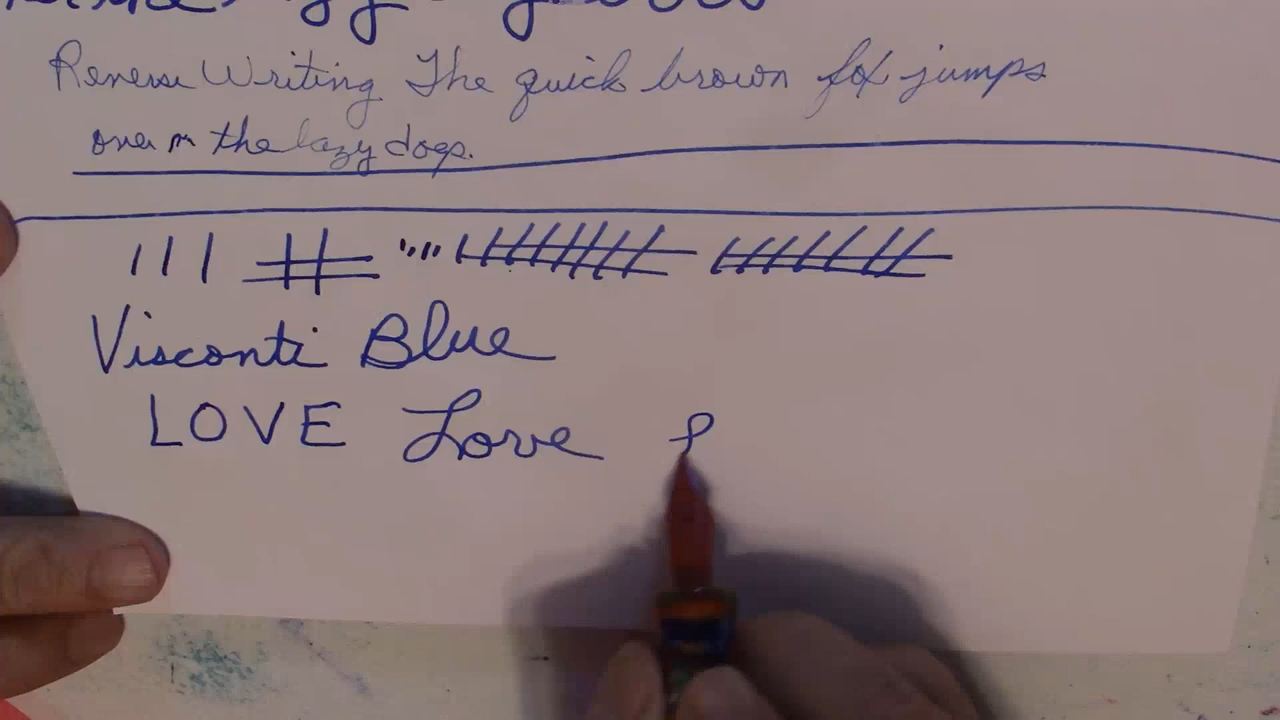 Reverse Writing The quick brown fox jumps
over the lazy dogs.
Visconti Blue
LOVE Love